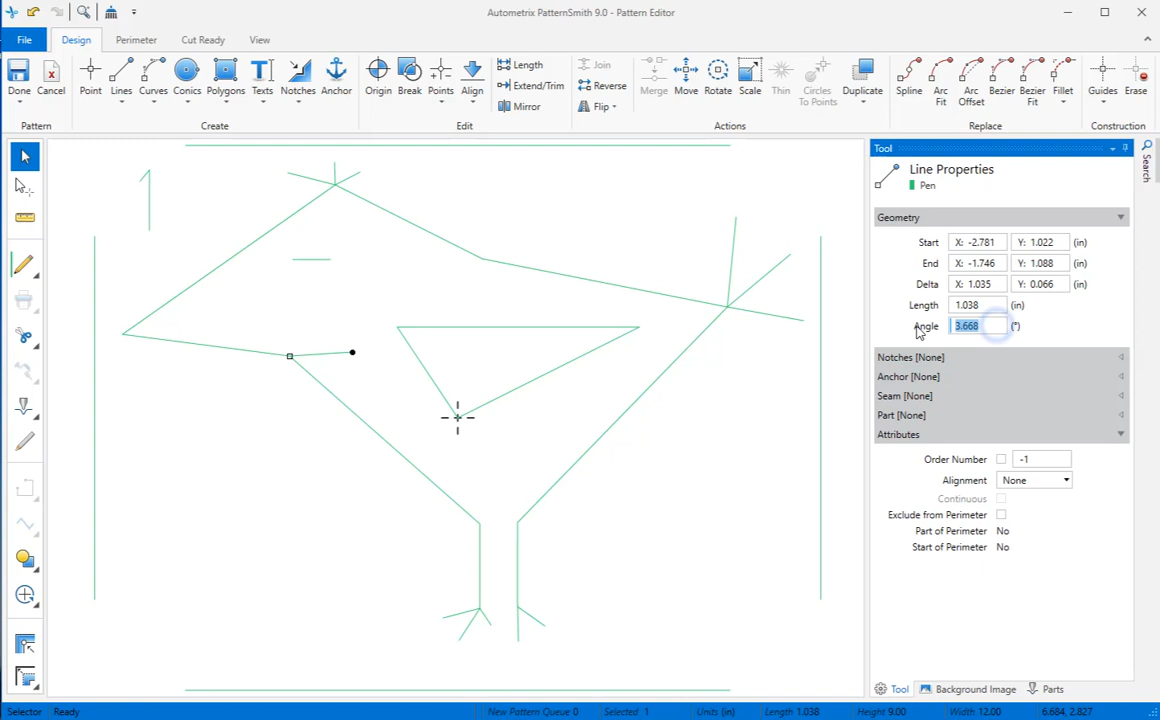 Autometrix PatternSmith 9.0 - Pattern Editor
File Design Perimeter Cut Ready View
Done Cancel Point Lines Curves Conics Polygons Texts Notches Anchor Origin Break Points Align Length Extend/Trim Mirror Join Reverse Flip Merge Move Rotate Scale Thin Circles To Points Duplicate Spline Arc Fit Arc Offset Bezier Bezier Fit Fillet Guides Erase
Pattern Create Edit Actions Replace Construction
Tool
Search
Line Properties
Pen
Geometry
Start X: -2.781 Y: 1.022 (in)
End X: -1.746 Y: 1.088 (in)
Delta X: 1.035 Y: 0.066 (in)
Length 1.038 (in)
Angle 3.668 (°)
Notches [None]
Anchor [None]
Seam [None]
Part [None]
Attributes
Order Number -1
Alignment None
Continuous
Exclude from Perimeter
Part of Perimeter No
Start of Perimeter No
Tool Background Image Parts
Selector Ready New Pattern Queue 0 Selected 1 Units (in) Length 1.038 Height 9.00 Width 12.00 6.684, 2.827